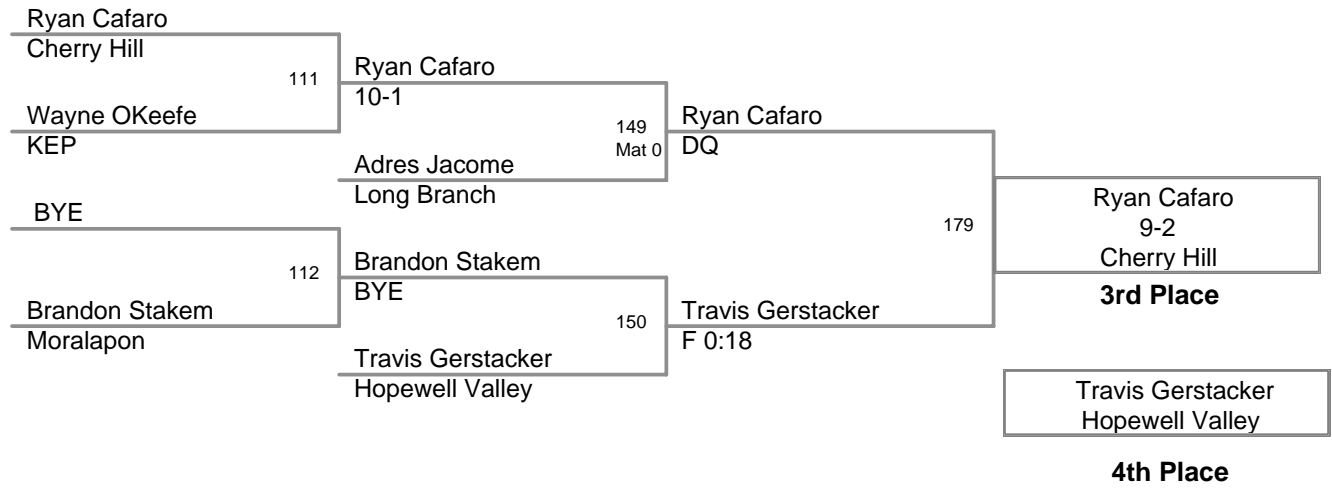 Ryan Cafaro
Cherry Hill
111
Wayne OKeefe
KEP
BYE
112
Brandon Stakem
Moralapon
Ryan Cafaro
10-1
149
Mat 0
Adres Jacome
Long Branch
Brandon Stakem
BYE
150
Travis Gerstacker
Hopewell Valley
Ryan Cafaro
DQ
179
Travis Gerstacker
F 0:18
Ryan Cafaro
9-2
Cherry Hill
3rd Place
Travis Gerstacker
Hopewell Valley
4th Place